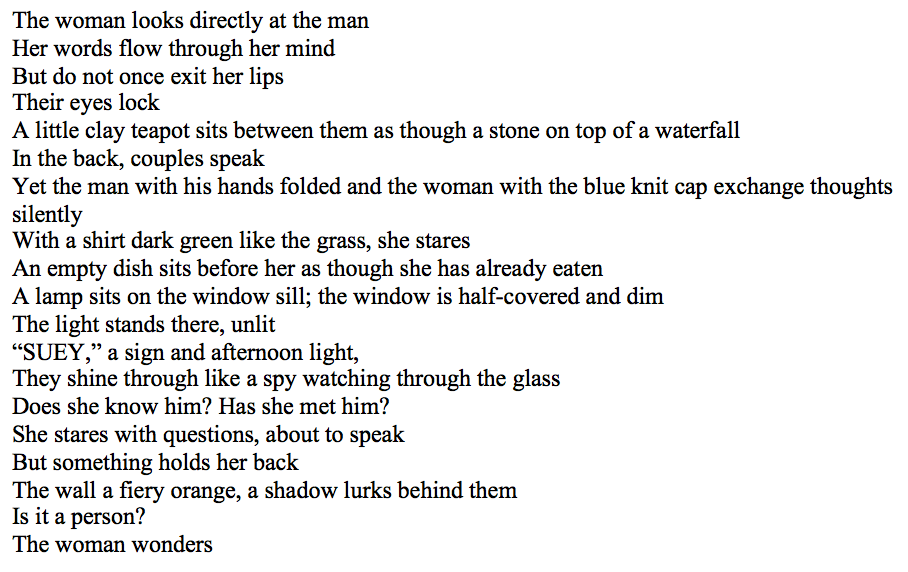 The woman looks directly at the man
Her words flow through her mind
But do not once exit her lips
Their eyes lock
A little clay teapot sits between them as though a stone on top of a waterfall
In the back, couples speak
Yet the man with his hands folded and the woman with the blue knit cap exchange thoughts
silently
With a shirt dark green like the grass, she stares
An empty dish sits before her as though she has already eaten
A lamp sits on the window sill; the window is half-covered and dim
The light stands there, unlit
“SUEY,” a sign and afternoon light,
They shine through like a spy watching through the glass
Does she know him? Has she met him?
She stares with questions, about to speak
But something holds her back
The wall a fiery orange, a shadow lurks behind them
Is it a person?
The woman wonders